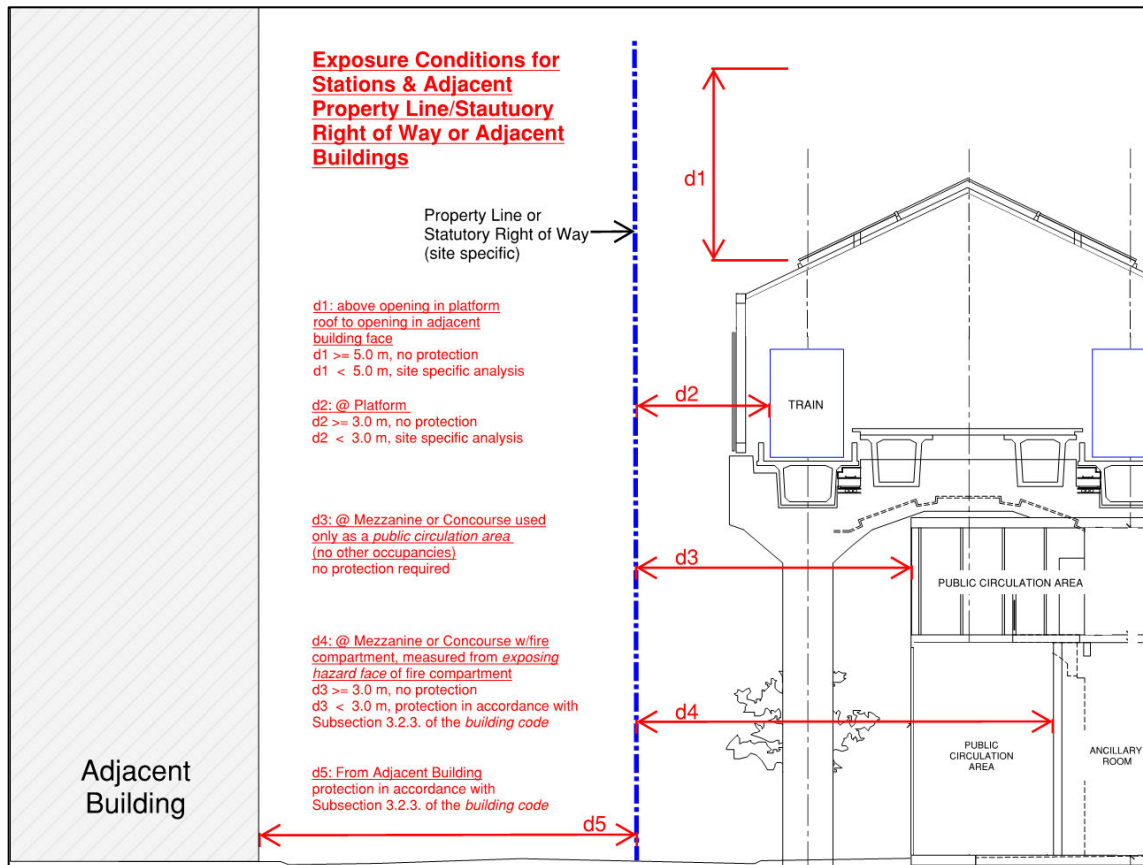 Exposure Conditions for
Stations & Adjacent
Property Line/Stautuory
Right of Way or Adjacent
Buildings
Property Line or
Statutory Right of Way
(site specific)
d1: above opening in platform
roof to opening in adjacent
building face
d1 >= 5.0 m, no protection
d1 < 5.0 m, site specific analysis
d2: @ Platform
d2 >= 3.0 m, no protection
d2 < 3.0 m, site specific analysis
d3: @ Mezzanine or Concourse used
only as a public circulation area
(no other occupancies)
no protection required
d4: @ Mezzanine or Concourse w/fire
compartment, measured from exposing
hazard face of fire compartment
d3 >= 3.0 m, no protection
d3 < 3.0 m, protection in accordance with
Subsection 3.2.3. of the building code
d5: From Adjacent Building
protection in accordance with
Subsection 3.2.3. of the building code
Adjacent
Building
d1
d2
TRAIN
d3
PUBLIC CIRCULATION AREA
d4
PUBLIC
CIRCULATION
AREA
ANCILLARY
ROOM
d5